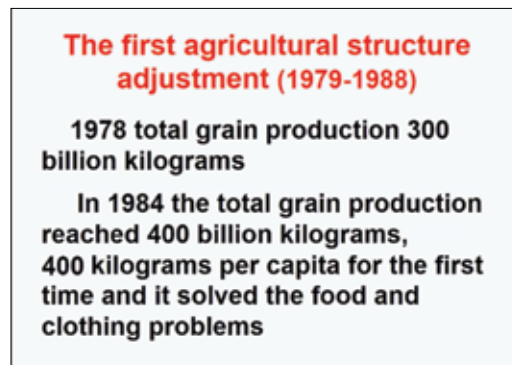 The first agricultural structure
adjustment (1979-1988)
1978 total grain production 300
billion kilograms
In 1984 the total grain production
reached 400 billion kilograms,
400 kilograms per capita for the first
time and it solved the food and
clothing problems